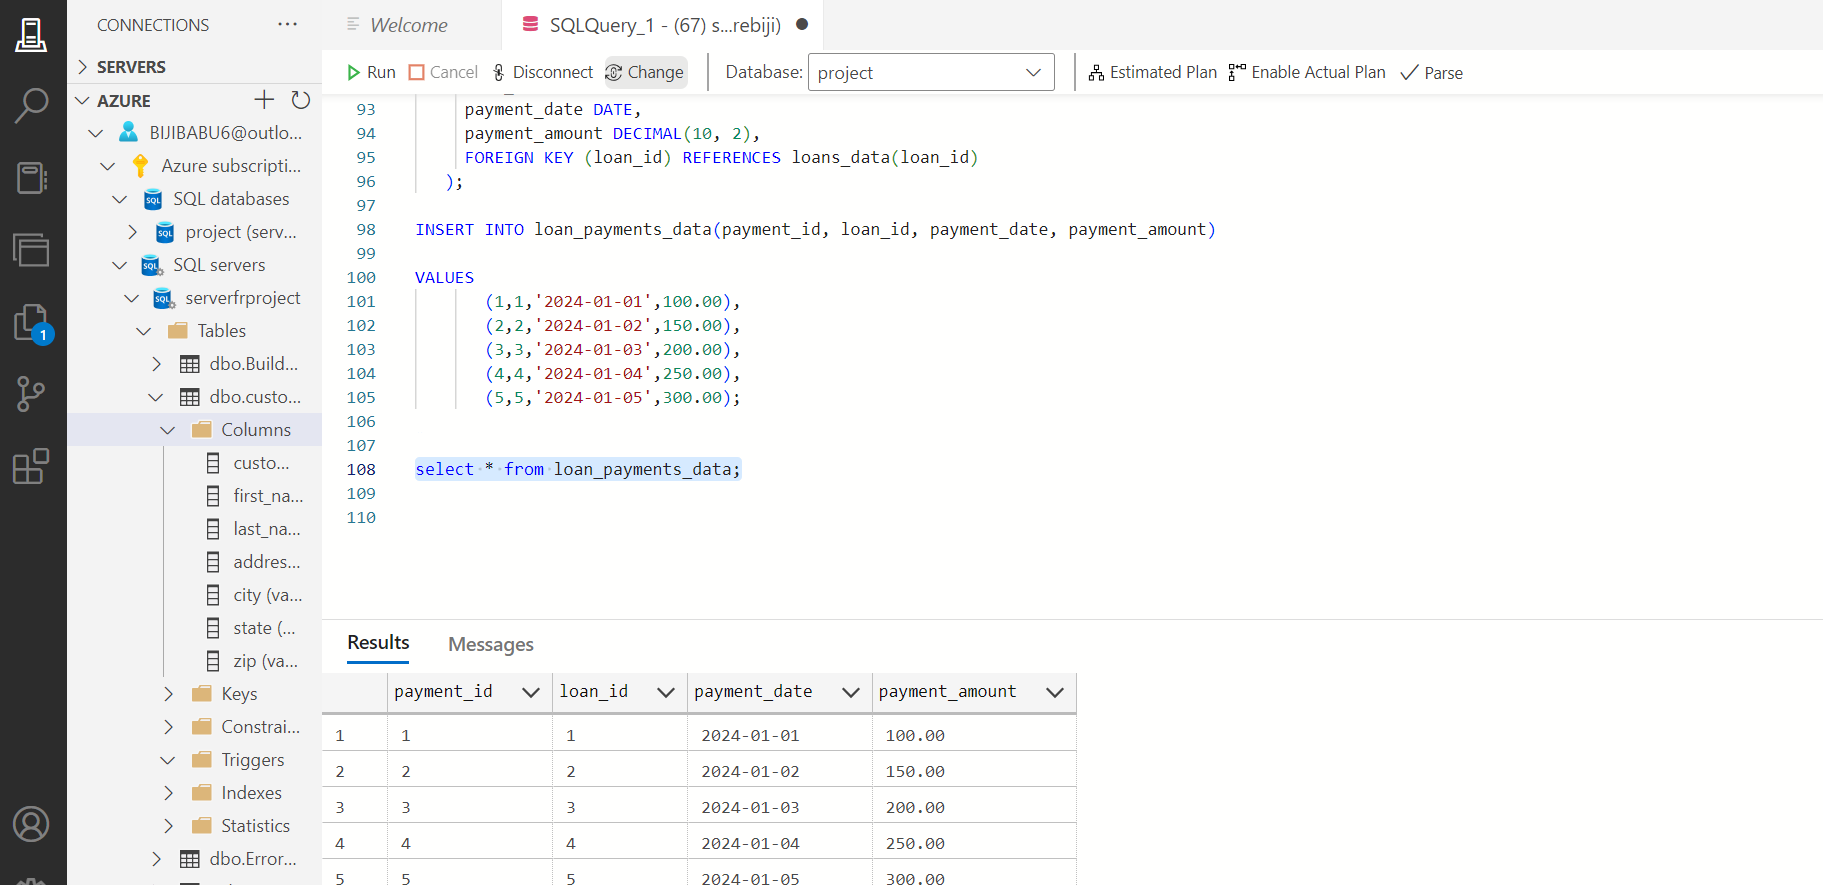 CONNECTIONS ···
SERVERS
AZURE
BIJIBABU6@outlo...
Azure subscripti...
SQL databases
project (serv...
SQL servers
serverfrproject
Tables
dbo.Build...
dbo.custo...
Columns
custo...
first_na...
last_na...
addres...
city (va...
state (...
zip (va...
Keys
Constrai...
Triggers
Indexes
Statistics
dbo.Error...
1
Welcome
SQLQuery_1 - (67) s...rebiji)
Run Cancel Disconnect Change Database: project Estimated Plan Enable Actual Plan Parse
93 payment_date DATE,
94 payment_amount DECIMAL(10, 2),
95 FOREIGN KEY (loan_id) REFERENCES loans_data(loan_id)
96 );
97
98 INSERT INTO loan_payments_data(payment_id, loan_id, payment_date, payment_amount)
99
100 VALUES
101 (1,1,'2024-01-01',100.00),
102 (2,2,'2024-01-02',150.00),
103 (3,3,'2024-01-03',200.00),
104 (4,4,'2024-01-04',250.00),
105 (5,5,'2024-01-05',300.00);
106
107
108 select * from loan_payments_data;
109
110
Results Messages
payment_id loan_id payment_date payment_amount
1 1 1 2024-01-01 100.00
2 2 2 2024-01-02 150.00
3 3 3 2024-01-03 200.00
4 4 4 2024-01-04 250.00
5 5 5 2024-01-05 300.00